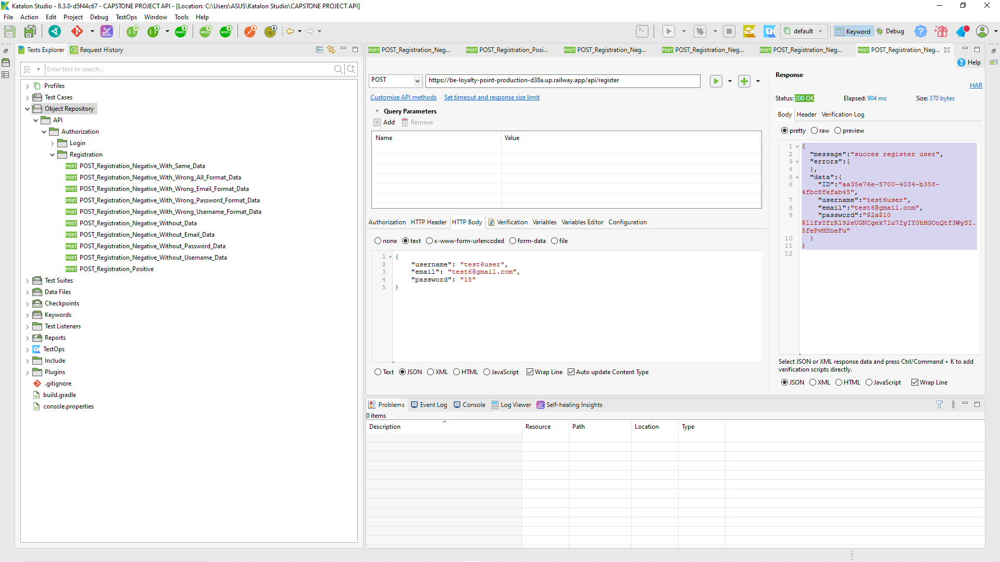 Katalon Studio - 8.3.0-d5f44c67 - CAPSTONE PROJECT API - [Location: C:\Users\ASUS\Katalon Studio\CAPSTONE PROJECT API]
File Action Edit Project Debug TestOps Window Tools Help
default
Keyword
Debug
Tests Explorer
Request History
Enter text to search...
Profiles
Test Cases
Object Repository
API
Authorization
Login
Registration
POST POST_Registration_Negative_With_Same_Data
POST POST_Registration_Negative_With_Wrong_All_Format_Data
POST POST_Registration_Negative_With_Wrong_Email_Format_Data
POST POST_Registration_Negative_With_Wrong_Password_Format_Data
POST POST_Registration_Negative_With_Wrong_Username_Format_Data
POST POST_Registration_Negative_Without_Data
POST POST_Registration_Negative_Without_Email_Data
POST POST_Registration_Negative_Without_Password_Data
POST POST_Registration_Negative_Without_Username_Data
POST POST_Registration_Positive
Test Suites
Data Files
Checkpoints
Keywords
Test Listeners
Reports
TestOps
Include
Plugins
.gitignore
build.gradle
console.properties
POST POST_Registration_Neg...
POST POST_Registration_Posi...
POST POST_Registration_Neg...
POST POST_Registration_Neg...
POST POST_Registration_Neg...
POST POST_Registration_Neg...
Help
POST
https://be-loyalty-point-production-d38a.up.railway.app/api/register
Customize API methods Set timeout and response size limit
Query Parameters
Add Remove
Name Value
Authorization HTTP Header HTTP Body Verification Variables Variables Editor Configuration
none text x-www-form-urlencoded form-data file
1 {
2 "username": "test6user",
3 "email": "test6@gmail.com",
4 "password": "18"
5 }
Text JSON XML HTML JavaScript Wrap Line Auto update Content Type
Response
HAR
Status: 200 OK Elapsed: 904 ms Size: 370 bytes
Body Header Verification Log
pretty raw preview
1 {
2 "message":"succes register user",
3 "errors":{
4 },
5 "data":{
6 "ID":"aa35e76e-5700-4034-b358-
4fbc8fefab45",
7 "username":"test6user",
8 "email":"test6@gmail.com",
9 "password":"$2a$10
$llfsYfrR192eUGNCgek7lu7ZyIY0hHGOnQtf3WySI.
5fePvMSneFu"
10 }
11 }
12
Select JSON or XML response data and press Ctrl/Command + K to add
verification scripts directly.
JSON XML HTML JavaScript Wrap Line
Problems Event Log Console Log Viewer Self-healing Insights
0 items
Description Resource Path Location Type